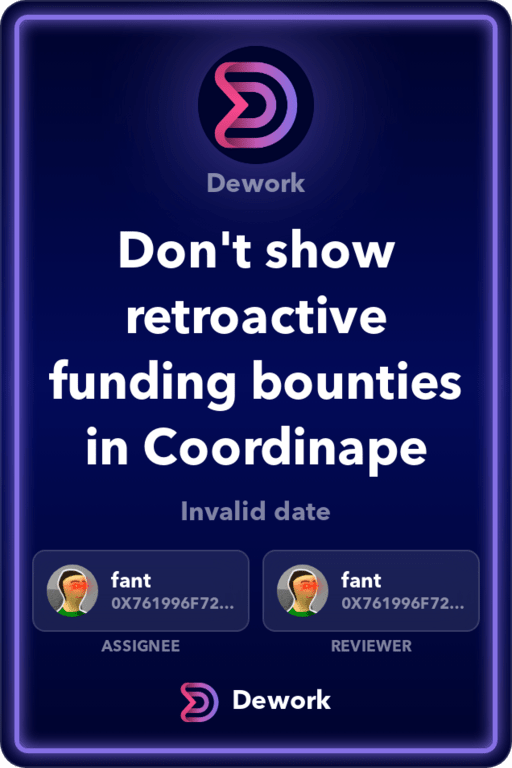 Dework
Don't show
retroactive
funding bounties
in Coordinape
Invalid date
fant
0X761996F72...
ASSIGNEE
fant
0X761996F72...
REVIEWER
Dework